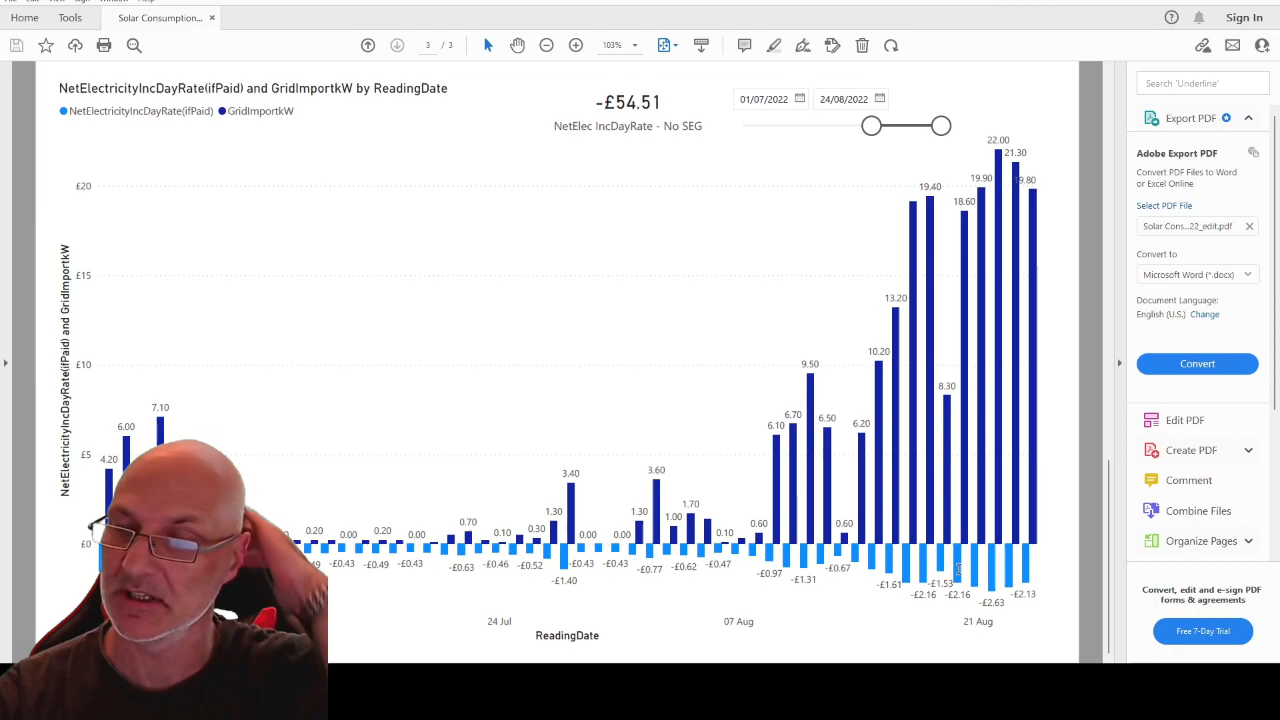 Home Tools Solar Consumption... × Sign In
3 / 3 103%
NetElectricityIncDayRate(ifPaid) and GridImportkW by ReadingDate
NetElectricityIncDayRate(ifPaid) GridImportkW
-£54.51
NetElec IncDayRate - No SEG
01/07/2022 24/08/2022
NetElectricityIncDayRate(ifPaid) and GridImportkW
£20
£15
£10
£5
£0
4.20 6.00 7.10 0.20 0.00 0.20 0.00 0.70 0.10 0.30 1.30 3.40 0.00 0.00 1.30 3.60 1.00 1.70 0.10 0.60 6.10 6.70 9.50 6.50 0.60 6.20 10.20 13.20 19.40 8.30 18.60 19.90 22.00 21.30 19.80
-£0.43 -£0.49 -£0.43 -£0.63 -£0.46 -£0.52 -£1.40 -£0.43 -£0.43 -£0.77 -£0.62 -£0.47 -£0.97 -£1.31 -£0.67 -£1.61 -£2.16 -£1.53 -£2.16 -£2.63 -£2.13
24 Jul 07 Aug 21 Aug
ReadingDate
Search 'Underline'
Export PDF
Adobe Export PDF
Convert PDF Files to Word
or Excel Online
Select PDF File
Solar Cons...22_edit.pdf ×
Convert to
Microsoft Word (*.docx)
Document Language:
English (U.S.) Change
Convert
Edit PDF
Create PDF
Comment
Combine Files
Organize Pages
Convert, edit and e-sign PDF
forms & agreements
Free 7-Day Trial